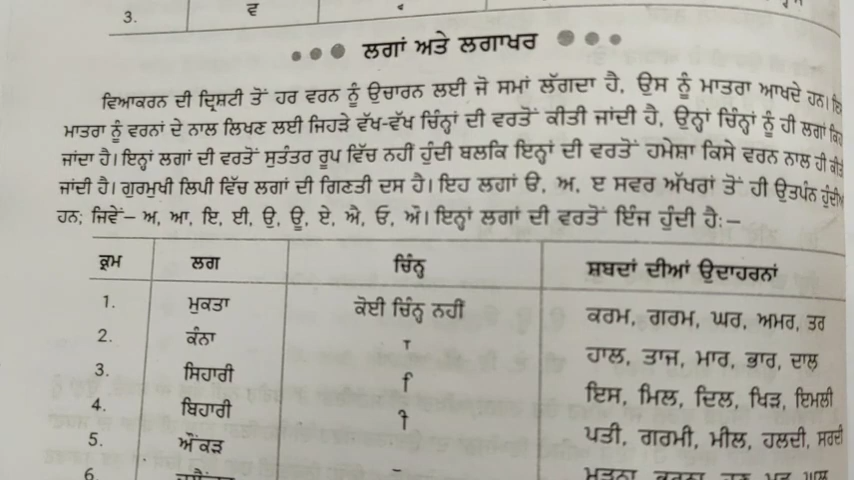 3. ਵ
ਲਗਾਂ ਅਤੇ ਲਗਾਖਰ
ਵਿਆਕਰਨ ਦੀ ਦ੍ਰਿਸ਼ਟੀ ਤੋਂ ਹਰ ਵਰਨ ਨੂੰ ਉਚਾਰਨ ਲਈ ਜੋ ਸਮਾਂ ਲੱਗਦਾ ਹੈ, ਉਸ ਨੂੰ ਮਾਤਰਾ ਆਖਦੇ ਹਨ।
ਮਾਤਰਾ ਨੂੰ ਵਰਨਾਂ ਦੇ ਨਾਲ ਲਿਖਣ ਲਈ ਜਿਹੜੇ ਵੱਖ-ਵੱਖ ਚਿੰਨ੍ਹਾਂ ਦੀ ਵਰਤੋਂ ਕੀਤੀ ਜਾਂਦੀ ਹੈ, ਉਨ੍ਹਾਂ ਚਿੰਨ੍ਹਾਂ ਨੂੰ ਹੀ ਲਗਾਂ
ਜਾਂਦਾ ਹੈ। ਇਨ੍ਹਾਂ ਲਗਾਂ ਦੀ ਵਰਤੋਂ ਸੁਤੰਤਰ ਰੂਪ ਵਿੱਚ ਨਹੀਂ ਹੁੰਦੀ ਬਲਕਿ ਇਨ੍ਹਾਂ ਦੀ ਵਰਤੋਂ ਹਮੇਸ਼ਾ ਕਿਸੇ ਵਰਨ ਨਾਲ ਹੀ
ਜਾਂਦੀ ਹੈ। ਗੁਰਮੁਖੀ ਲਿਪੀ ਵਿੱਚ ਲਗਾਂ ਦੀ ਗਿਣਤੀ ਦਸ ਹੈ। ਇਹ ਲਗਾਂ ੳ, ਅ, ੲ ਸਵਰ ਅੱਖਰਾਂ ਤੋਂ ਹੀ ਉਤਪੰਨ ਹੁੰਦੀਆਂ
ਹਨ; ਜਿਵੇਂ– ਅ, ਆ, ਇ, ਈ, ਉ, ਊ, ਏ, ਐ, ਓ, ਔ। ਇਨ੍ਹਾਂ ਲਗਾਂ ਦੀ ਵਰਤੋਂ ਇੰਜ ਹੁੰਦੀ ਹੈ:–
ਕ੍ਰਮ ਲਗ ਚਿੰਨ੍ਹ ਸ਼ਬਦਾਂ ਦੀਆਂ ਉਦਾਹਰਨਾਂ
1. ਮੁਕਤਾ ਕੋਈ ਚਿੰਨ੍ਹ ਨਹੀਂ ਕਰਮ, ਗਰਮ, ਘਰ, ਅਮਰ, ਤਰ
2. ਕੰਨਾ ਾ ਹਾਲ, ਤਾਜ, ਮਾਰ, ਭਾਰ, ਦਾਲ
3. ਸਿਹਾਰੀ ਿ ਇਸ, ਮਿਲ, ਦਿਲ, ਖਿੜ, ਇਮਲੀ
4. ਬਿਹਾਰੀ ੀ ਪਤੀ, ਗਰਮੀ, ਮੀਲ, ਹਲਦੀ, ਸਰਦੀ
5. ਔਂਕੜ
6.